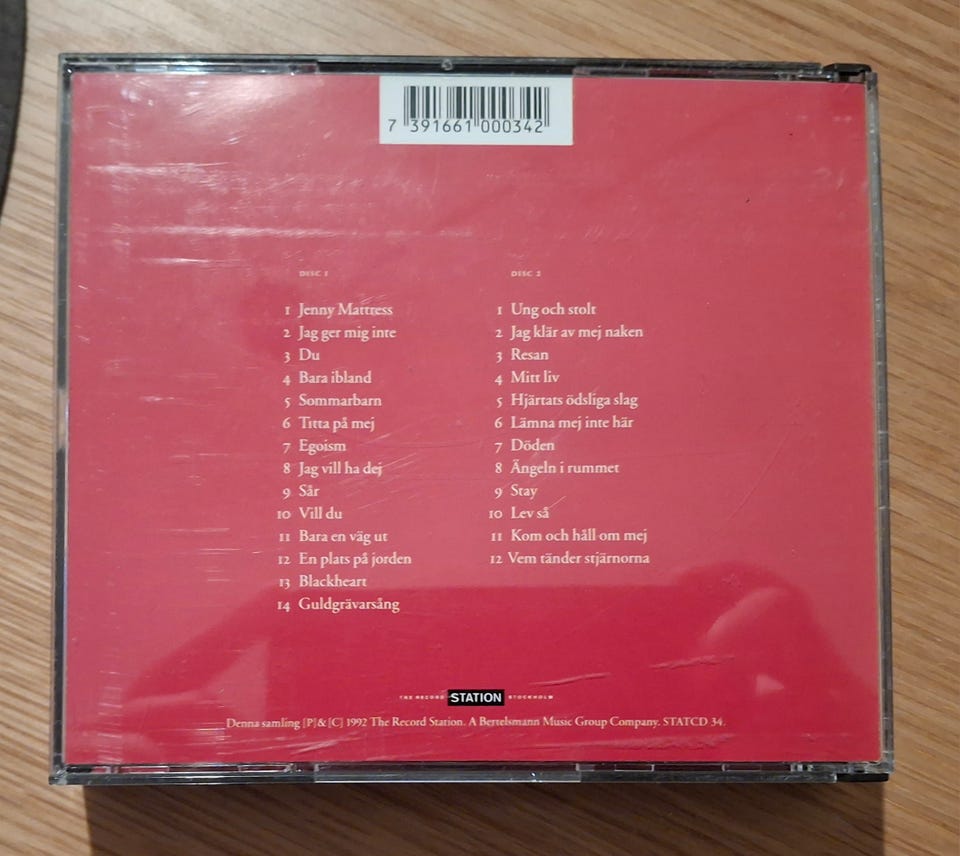 7 391661 000342
DISC 1
1 Jenny Mattress
2 Jag ger mig inte
3 Du
4 Bara ibland
5 Sommarbarn
6 Titta på mej
7 Egoism
8 Jag vill ha dej
9 Sår
10 Vill du
11 Bara en väg ut
12 En plats på jorden
13 Blackheart
14 Guldgrävarsång
DISC 2
1 Ung och stolt
2 Jag klär av mej naken
3 Resan
4 Mitt liv
5 Hjärtats ödsliga slag
6 Lämna mej inte här
7 Döden
8 Ängeln i rummet
9 Stay
10 Lev så
11 Kom och håll om mej
12 Vem tänder stjärnorna
THE RECORD STATION STOCKHOLM
Denna samling [P] & [C] 1992 The Record Station. A Bertelsmann Music Group Company. STATCD 34.